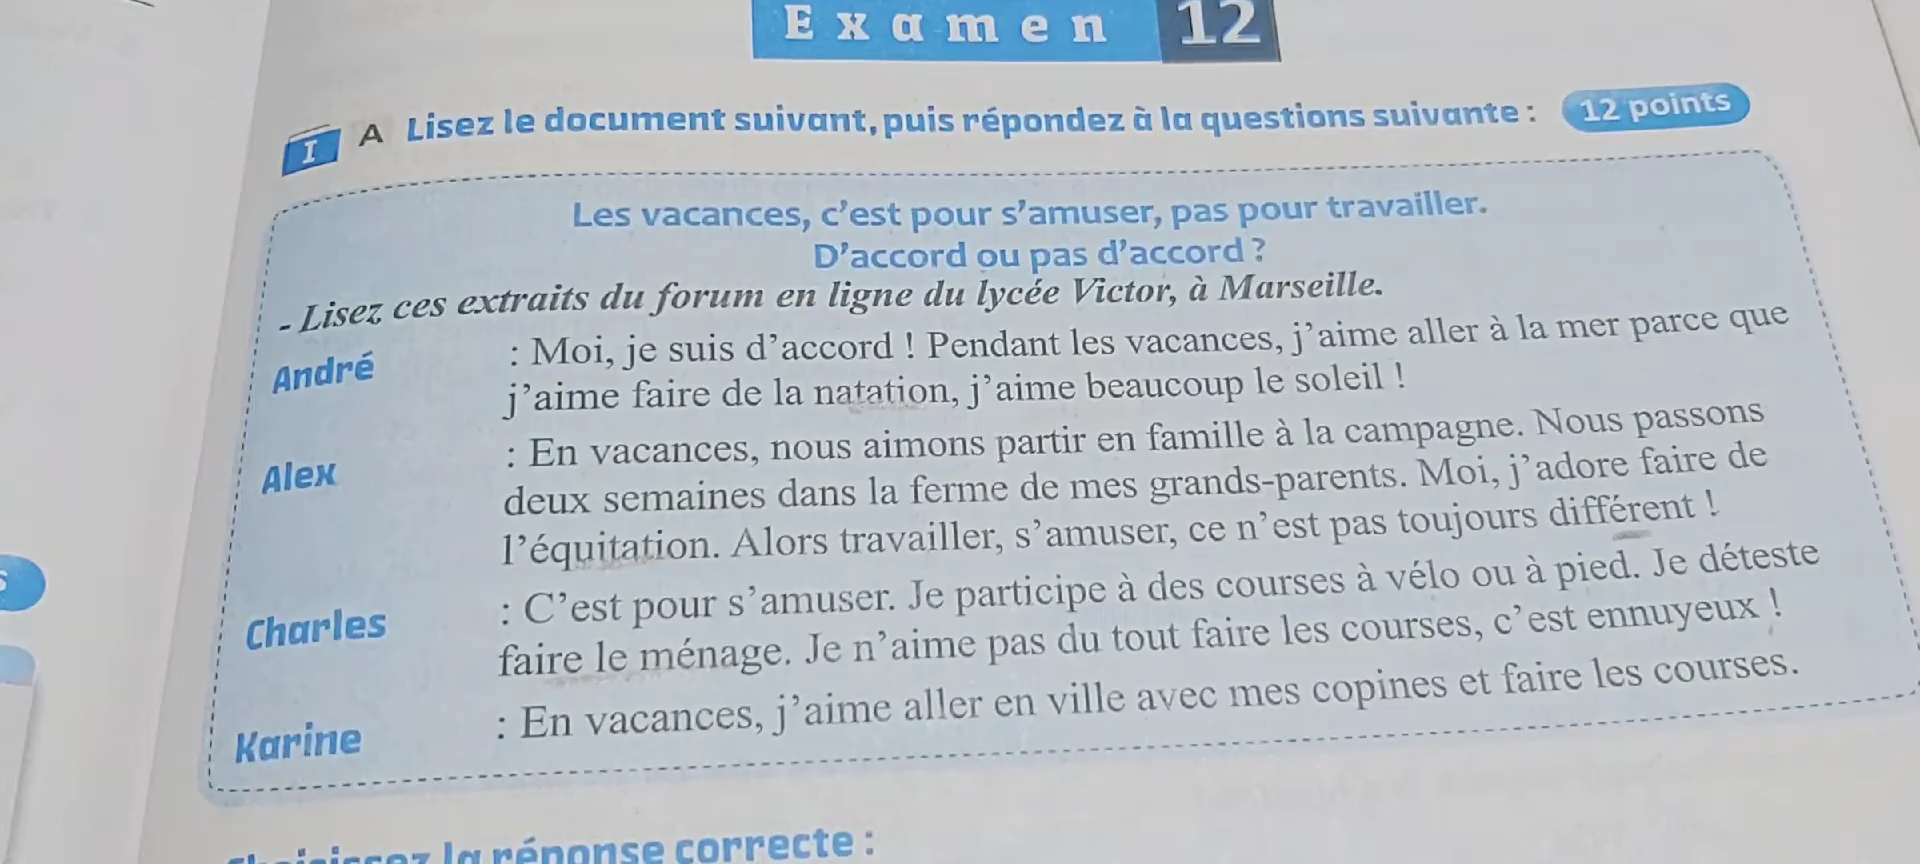 Examen 12
I A Lisez le document suivant, puis répondez à la questions suivante : 12 points
Les vacances, c'est pour s'amuser, pas pour travailler.
D'accord ou pas d'accord ?
- Lisez ces extraits du forum en ligne du lycée Victor, à Marseille.
André : Moi, je suis d'accord ! Pendant les vacances, j'aime aller à la mer parce que
j'aime faire de la natation, j'aime beaucoup le soleil !
Alex : En vacances, nous aimons partir en famille à la campagne. Nous passons
deux semaines dans la ferme de mes grands-parents. Moi, j'adore faire de
l'équitation. Alors travailler, s'amuser, ce n'est pas toujours différent !
Charles : C'est pour s'amuser. Je participe à des courses à vélo ou à pied. Je déteste
faire le ménage. Je n'aime pas du tout faire les courses, c'est ennuyeux !
Karine : En vacances, j'aime aller en ville avec mes copines et faire les courses.
la réponse correcte :